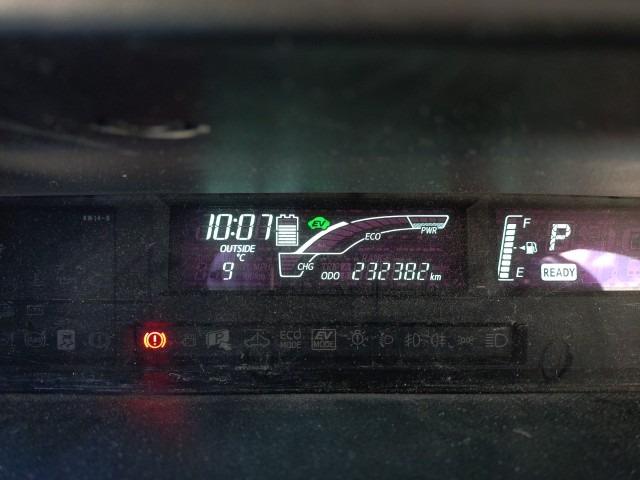 10:07
OUTSIDE
°C
9
EV
ECO
PWR
CHG
ODO 232382 km
F
E
P
READY
ECO MODE
EV MODE